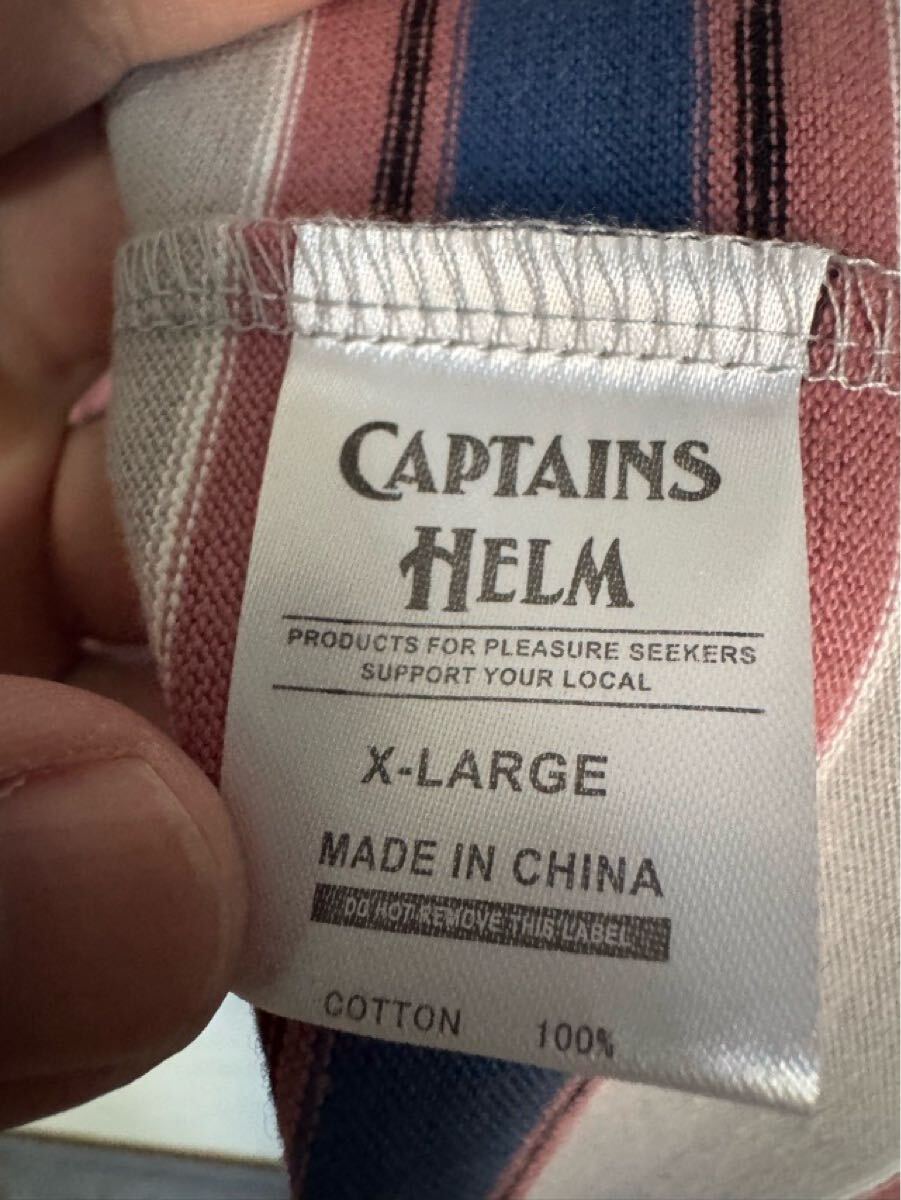 CAPTAINS
HELM
PRODUCTS FOR PLEASURE SEEKERS
SUPPORT YOUR LOCAL
X-LARGE
MADE IN CHINA
DO NOT REMOVE THIS LABEL
COTTON 100%